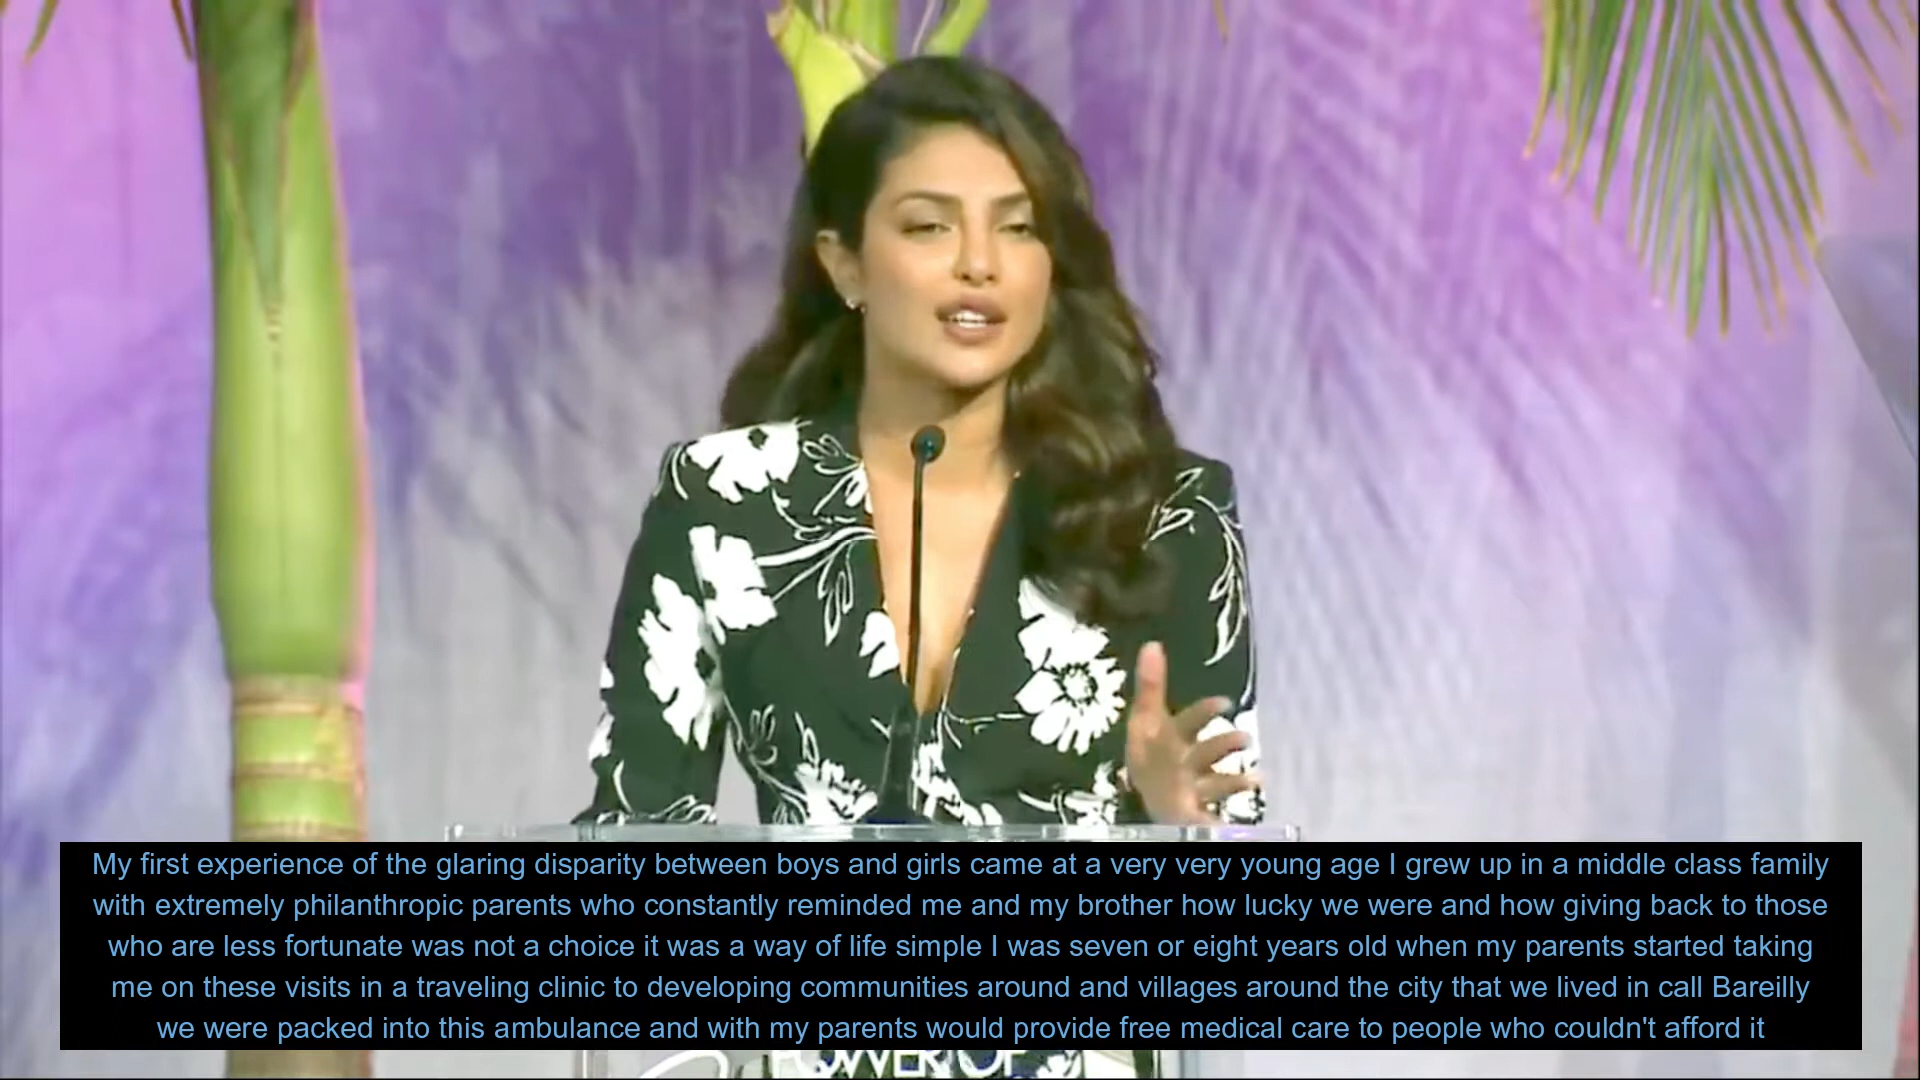 My first experience of the glaring disparity between boys and girls came at a very very young age I grew up in a middle class family
with extremely philanthropic parents who constantly reminded me and my brother how lucky we were and how giving back to those
who are less fortunate was not a choice it was a way of life simple I was seven or eight years old when my parents started taking
me on these visits in a traveling clinic to developing communities around and villages around the city that we lived in call Bareilly
we were packed into this ambulance and with my parents would provide free medical care to people who couldn't afford it
POWER OF